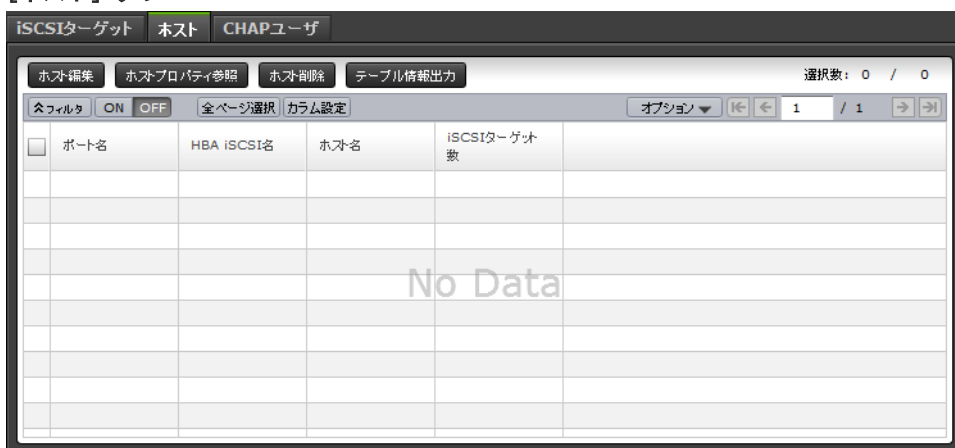 iSCSIターゲット ホスト CHAPユーザ
ホスト編集 ホストプロパティ参照 ホスト削除 テーブル情報出力 選択数: 0 / 0
フィルタ ON OFF 全ページ選択 カラム設定 オプション 1 / 1
ポート名 HBA iSCSI名 ホスト名 iSCSIターゲット
数
No Data